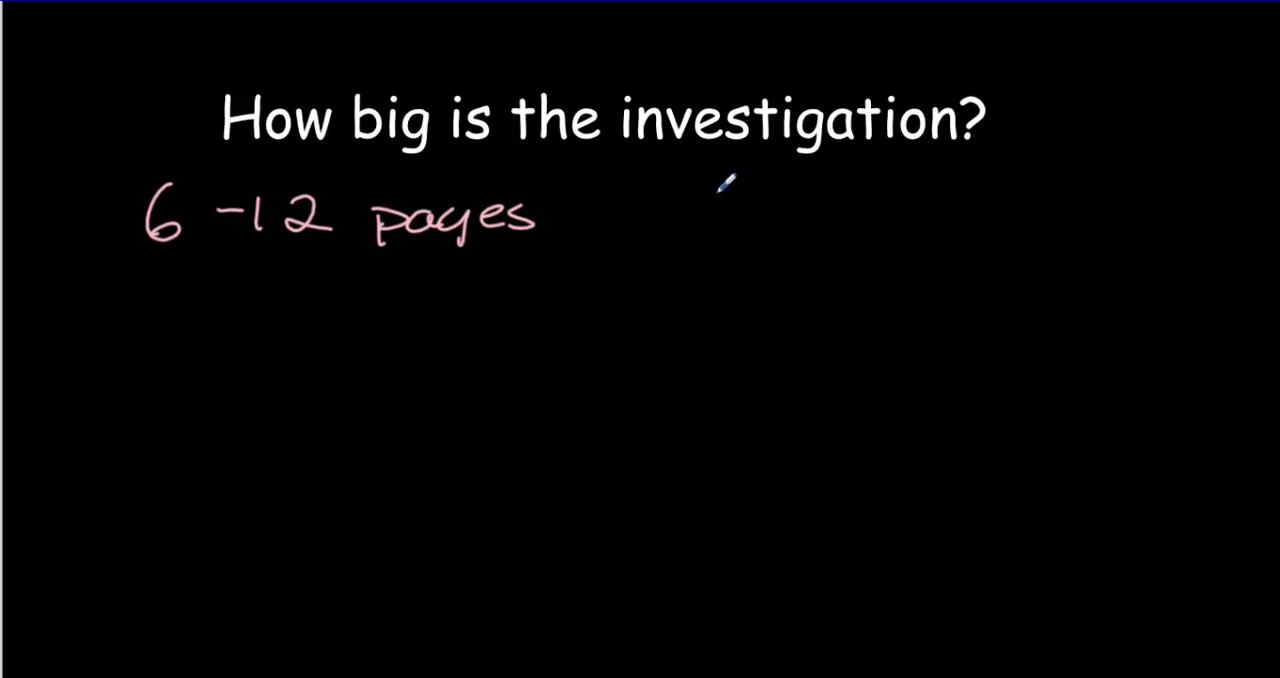 How big is the investigation?
6 -12 pages